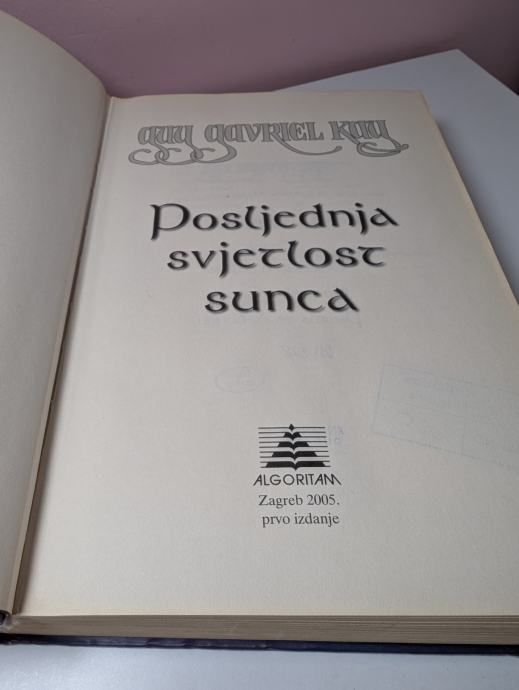 guy gavriel kay
Posljednja
svjetlost
sunca
ALGORITAM
Zagreb 2005.
prvo izdanje